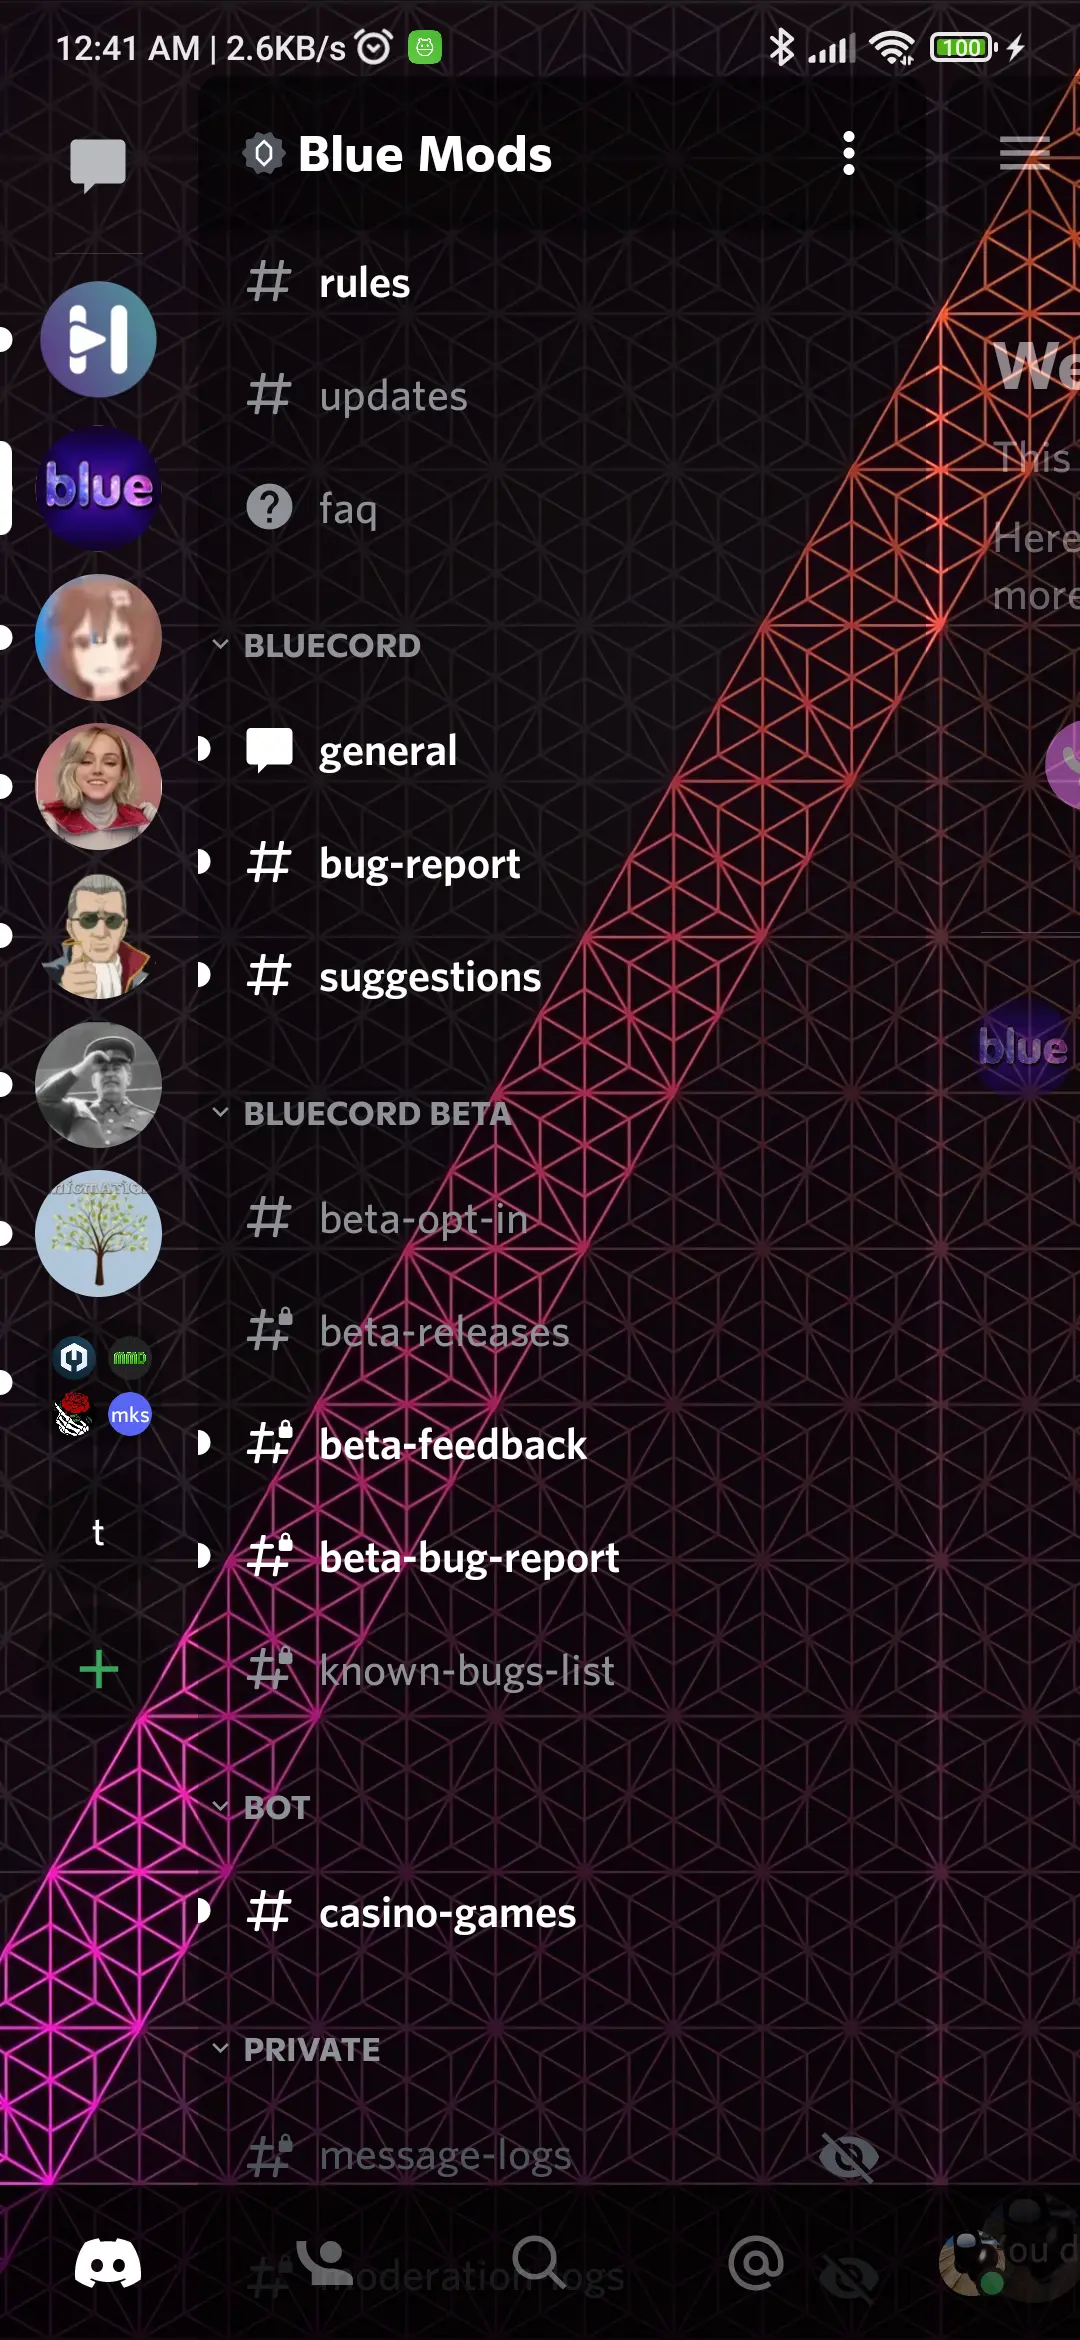 12:41 AM | 2.6KB/s
100
Blue Mods
rules
updates
faq
BLUECORD
general
bug-report
suggestions
BLUECORD BETA
beta-opt-in
beta-releases
beta-feedback
beta-bug-report
known-bugs-list
BOT
casino-games
PRIVATE
message-logs
moderation-logs
blue
mmd
mks
t
We
This
Here
more
blue
You d